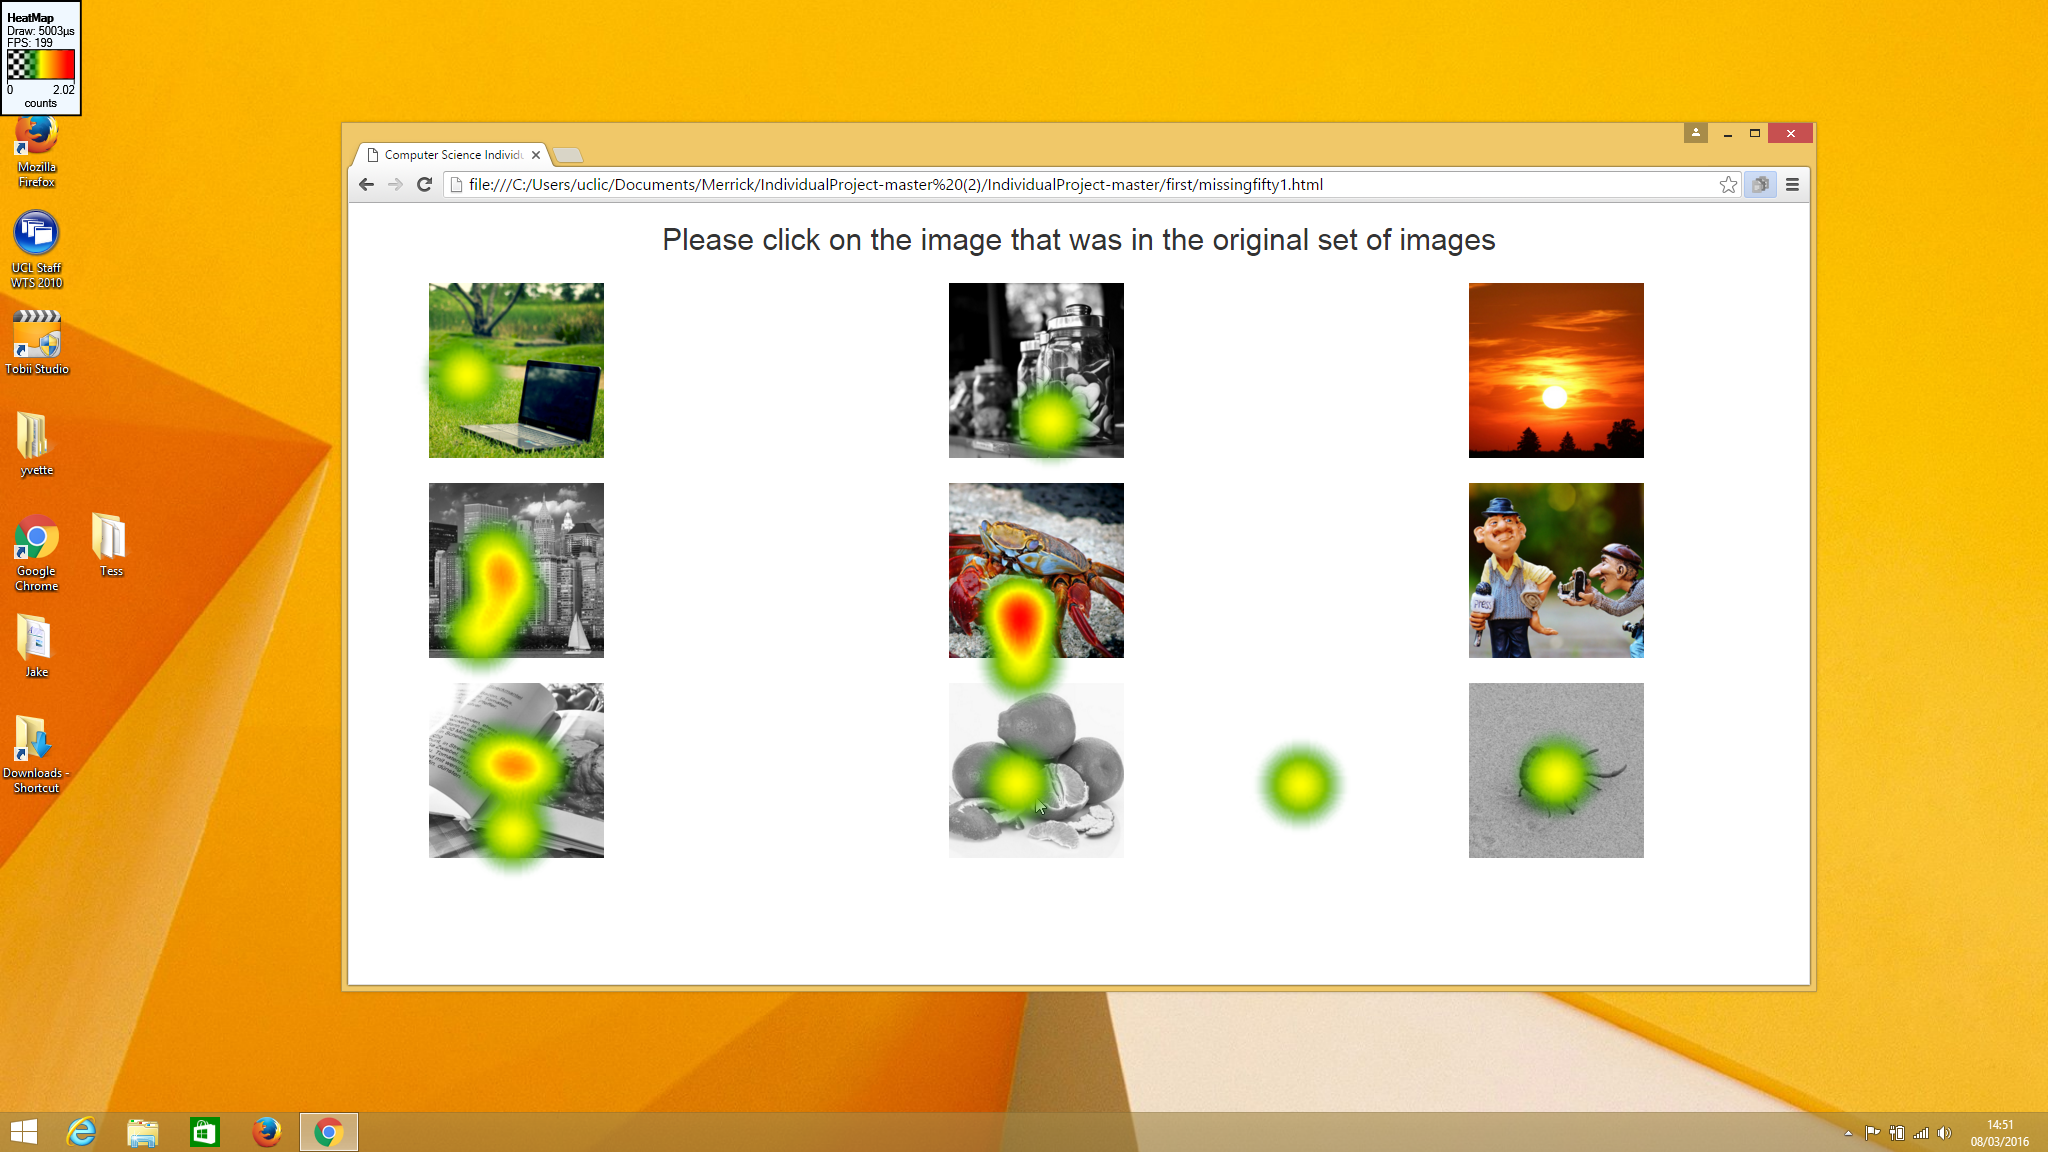 HeatMap
Draw: 5003µs
FPS: 199
0 2.02
counts
Mozilla
Firefox
UCL Staff
WTS 2010
Tobii Studio
yvette
Google
Chrome
Tess
Jake
Downloads -
Shortcut
Computer Science Individu
file:///C:/Users/uclic/Documents/Merrick/IndividualProject-master%20(2)/IndividualProject-master/first/missingfifty1.html
Please click on the image that was in the original set of images
PRESS
14:51
08/03/2016